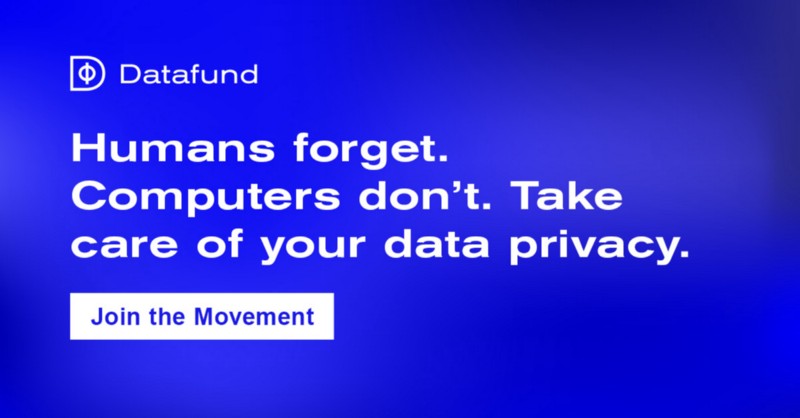 Datafund
Humans forget.
Computers don’t. Take
care of your data privacy.
Join the Movement